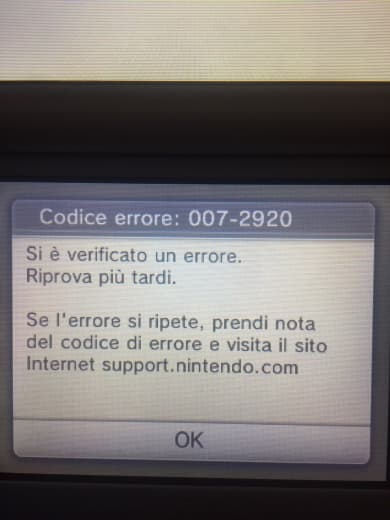 Codice errore: 007-2920
Si è verificato un errore.
Riprova più tardi.
Se l'errore si ripete, prendi nota
del codice di errore e visita il sito
Internet support.nintendo.com
OK